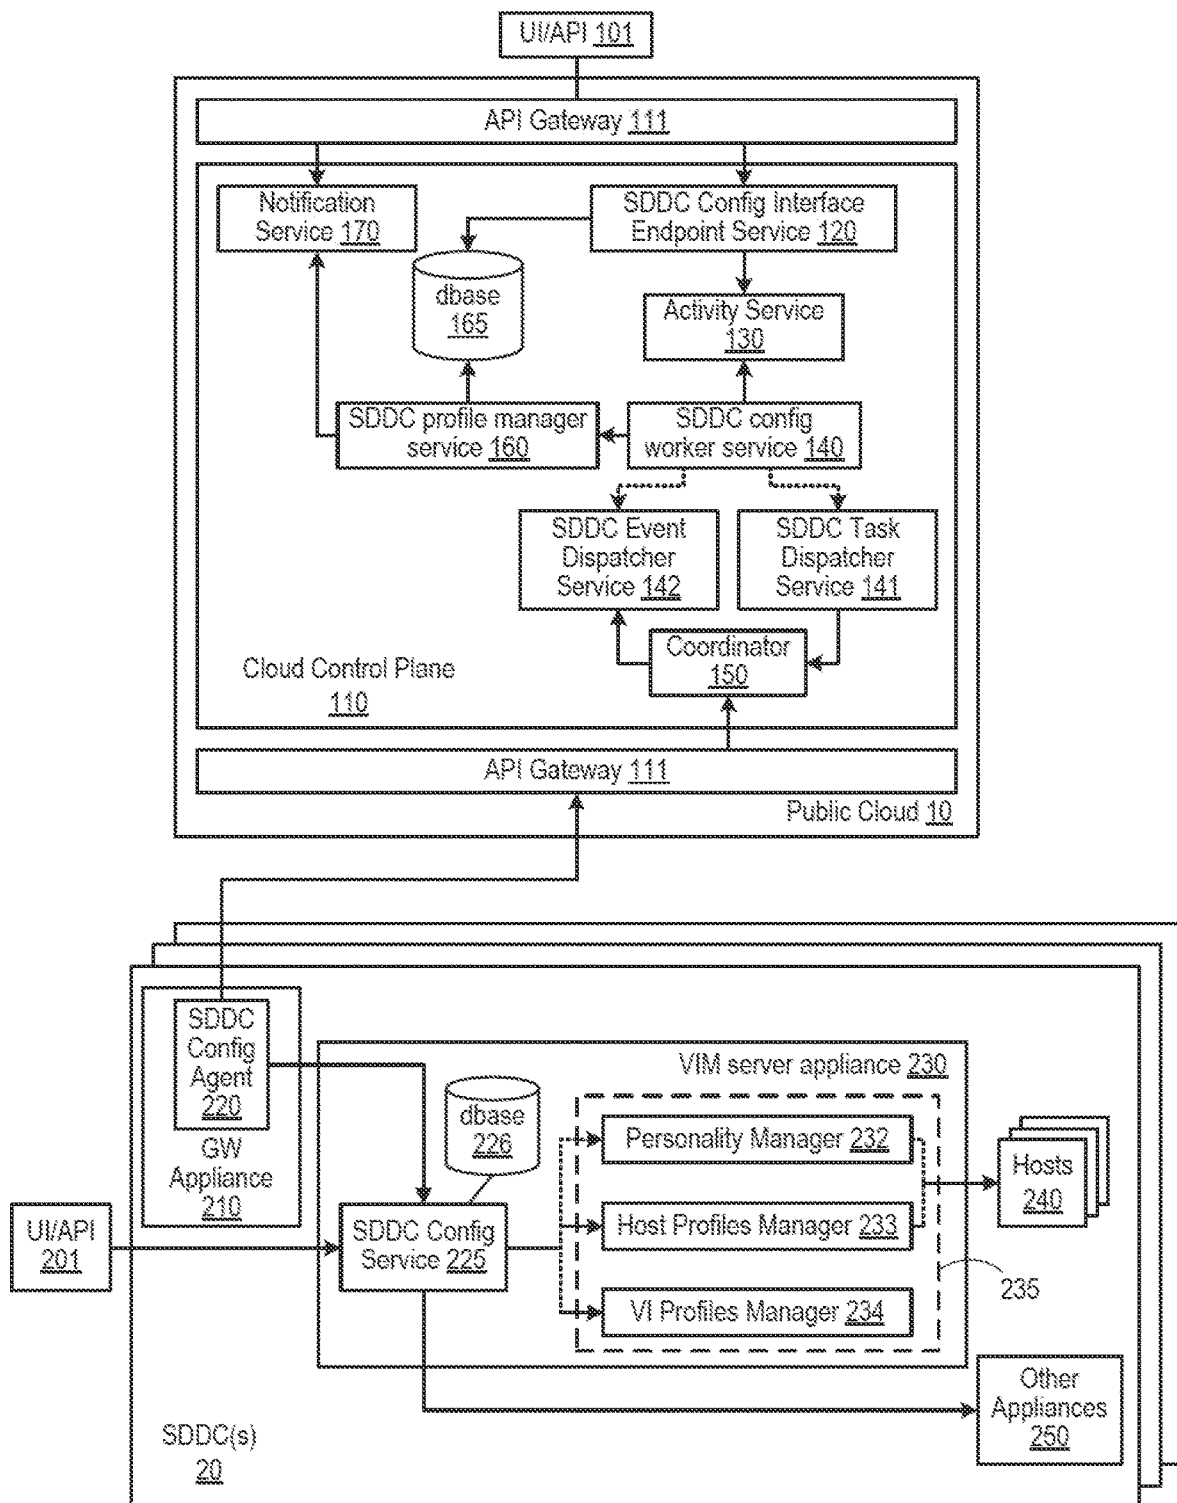 UI/API 101
API Gateway 111
Notification
Service 170
SDDC Config Interface
Endpoint Service 120
dbase
165
Activity Service
130
SDDC profile manager
service 160
SDDC config
worker service 140
SDDC Event
Dispatcher
Service 142
SDDC Task
Dispatcher
Service 141
Coordinator
150
Cloud Control Plane
110
API Gateway 111
Public Cloud 10
SDDC
Config
Agent
220
GW
Appliance
210
VIM server appliance 230
dbase
226
Personality Manager 232
Hosts
240
UI/API
201
SDDC Config
Service 225
Host Profiles Manager 233
235
VI Profiles Manager 234
Other
Appliances
250
SDDC(s)
20